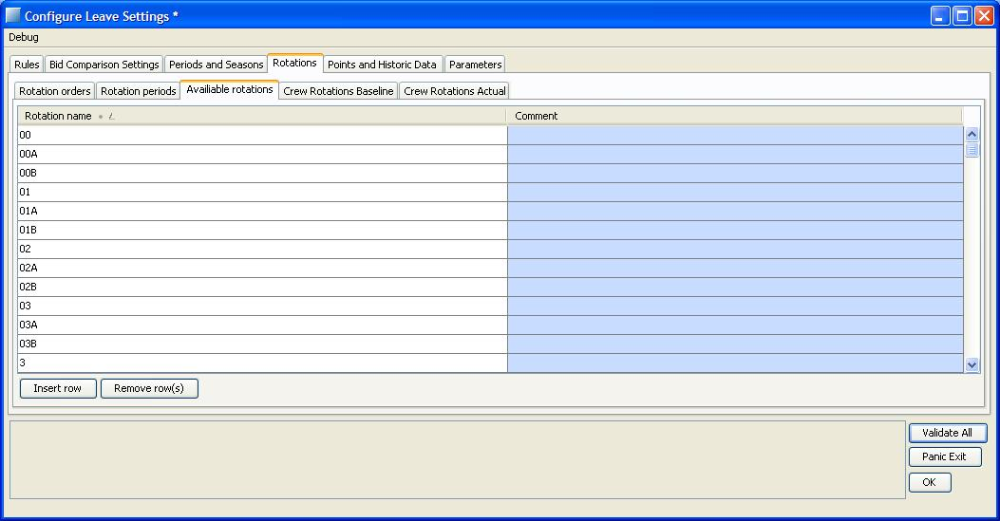 Configure Leave Settings *
Debug
Rules Bid Comparison Settings Periods and Seasons Rotations Points and Historic Data Parameters
Rotation orders Rotation periods Availiable rotations Crew Rotations Baseline Crew Rotations Actual
Rotation name Comment
00
00A
00B
01
01A
01B
02
02A
02B
03
03A
03B
3
Insert row Remove row(s)
Validate All
Panic Exit
OK